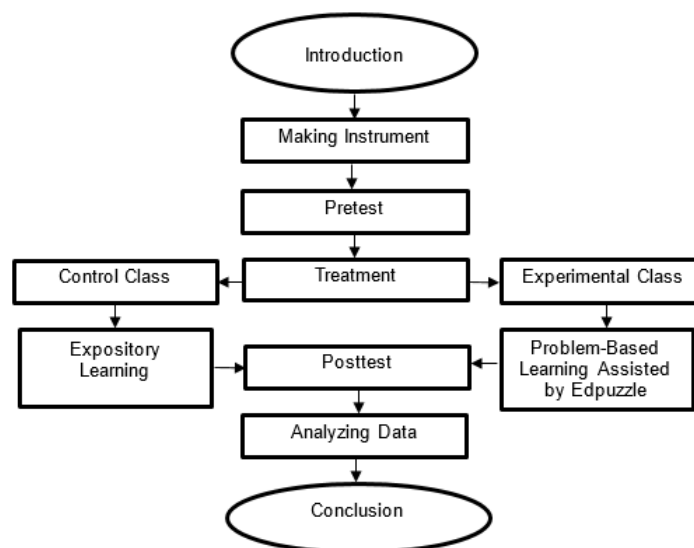 Introduction
Making Instrument
Pretest
Control Class
Treatment
Experimental Class
Expository
Learning
Posttest
Problem-Based
Learning Assisted
by Edpuzzle
Analyzing Data
Conclusion